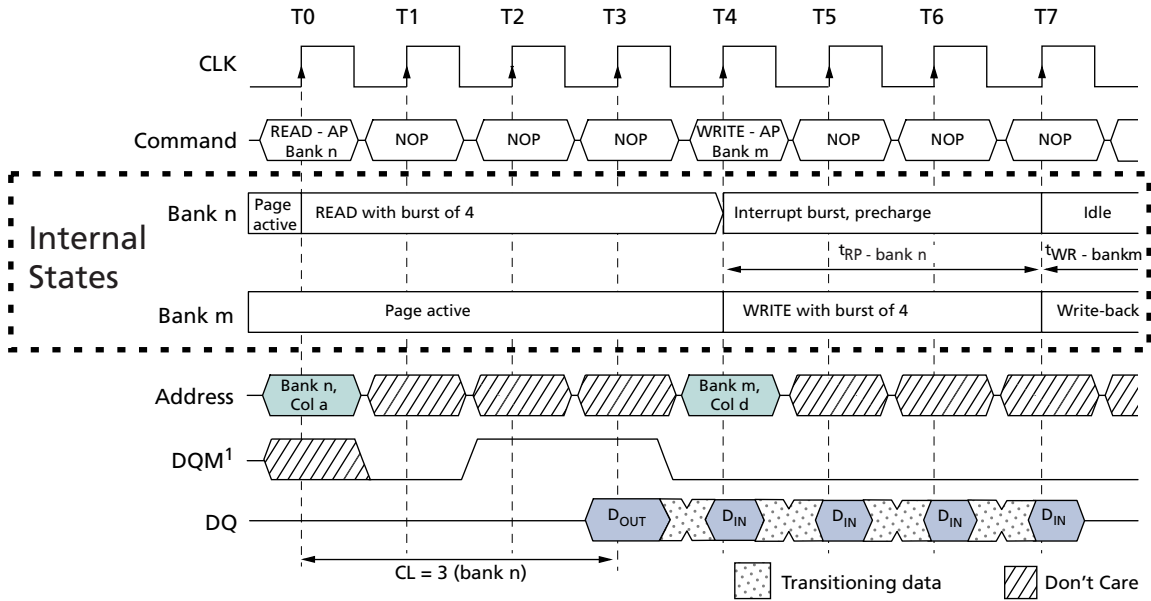 T0 T1 T2 T3 T4 T5 T6 T7
CLK
Command
READ - AP
Bank n
NOP
NOP
NOP
WRITE - AP
Bank m
NOP
NOP
NOP
Internal
States
Bank n
Page
active
READ with burst of 4
Interrupt burst, precharge
Idle
tRP - bank n
tWR - bankm
Bank m
Page active
WRITE with burst of 4
Write-back
Address
Bank n,
Col a
Bank m,
Col d
DQM1
DQ
DOUT
DIN
DIN
DIN
DIN
CL = 3 (bank n)
Transitioning data
Don't Care